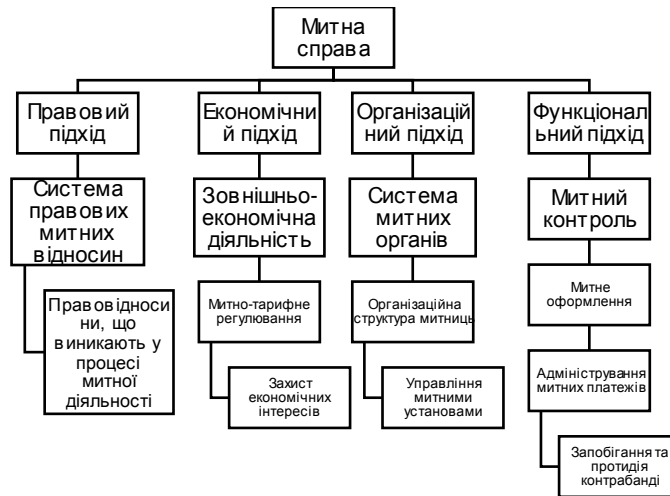 Митна
справа
Правовий
підхід
Економічни
й підхід
Організацій
ний підхід
Функціонал
ьний підхід
Система
правових
митних
відносин
Зовнішньо-
економічна
діяльність
Система
митних
органів
Митний
контроль
Правовідноси
ни, що
виникають у
процесі
митної
діяльності
Митно-тарифне
регулювання
Організаційна
структура митниць
Митне
оформлення
Захист
економічних
інтересів
Управління
митними
установами
Адміністрування
митних платежів
Запобігання та
протидія
контрабанді